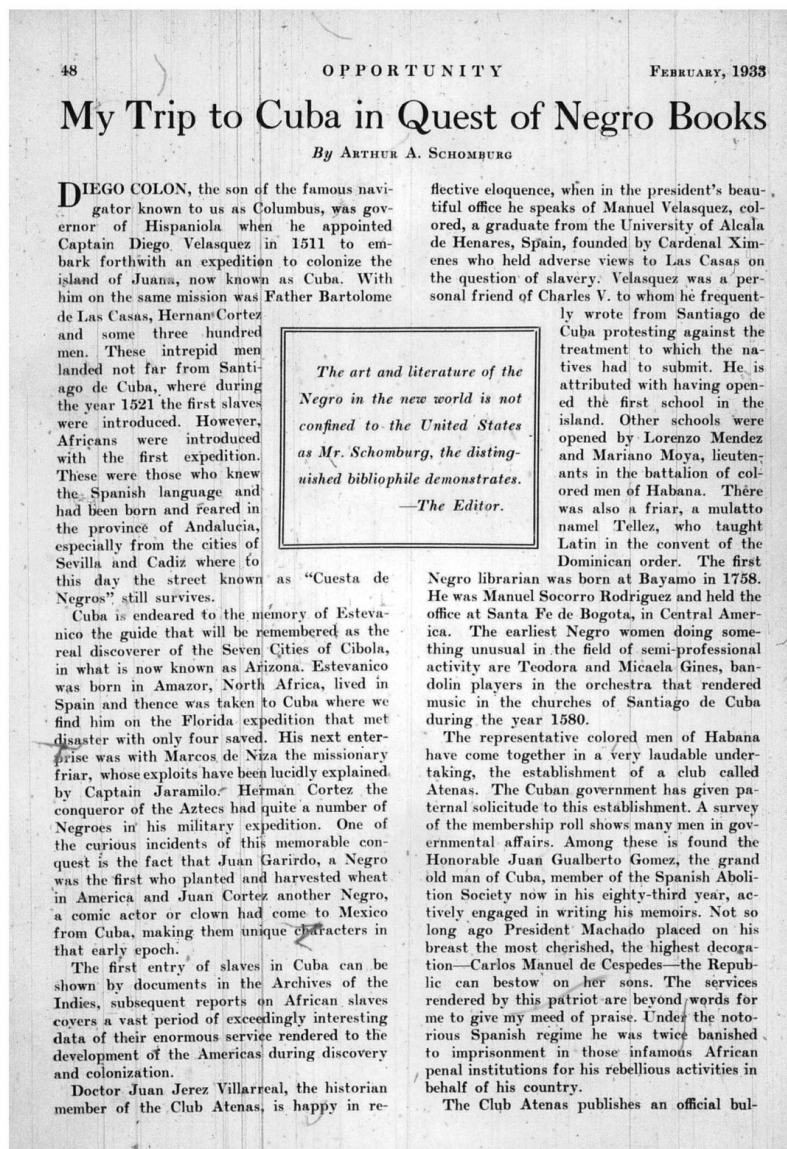 48
OPPORTUNITY
FEBRUARY, 1933
My Trip to Cuba in Quest of Negro Books
By ARTHUR A. SCHOMBURG
DIEGO COLON, the son of the famous navi-
gator known to us as Columbus, was gov-
ernor of Hispaniola when he appointed
Captain Diego Velasquez in 1511 to em-
bark forthwith an expedition to colonize the
island of Juana, now known as Cuba. With
him on the same mission was Father Bartolome
de Las Casas, Hernan Cortez
and some three hundred
men. These intrepid men
landed not far from Santi-
ago de Cuba, where during
the year 1521 the first slaves
were introduced. However,
Africans were introduced
with the first expedition.
These were those who knew
the Spanish language and
had been born and reared in
the province of Andalucia,
especially from the cities of
Sevilla and Cadiz where to
this day the street known as "Cuesta de
Negros" still survives.
Cuba is endeared to the memory of Esteva-
nico the guide that will be remembered as the
real discoverer of the Seven Cities of Cibola,
in what is now known as Arizona. Estevanico
was born in Amazor, North Africa, lived in
Spain and thence was taken to Cuba where we
find him on the Florida expedition that met
disaster with only four saved. His next enter-
prise was with Marcos de Niza the missionary
friar, whose exploits have been lucidly explained
by Captain Jaramilo. Herman Cortez the
conqueror of the Aztecs had quite a number of
Negroes in his military expedition. One of
the curious incidents of this memorable con-
quest is the fact that Juan Garirdo, a Negro
was the first who planted and harvested wheat
in America and Juan Cortez another Negro,
a comic actor or clown had come to Mexico
from Cuba, making them unique characters in
that early epoch.
The first entry of slaves in Cuba can be
shown by documents in the Archives of the
Indies, subsequent reports on African slaves
covers a vast period of exceedingly interesting
data of their enormous service rendered to the
development of the Americas during discovery
and colonization.
Doctor Juan Jerez Villarreal, the historian
member of the Club Atenas, is happy in re-
The art and literature of the
Negro in the new world is not
confined to the United States
as Mr. Schomburg, the disting-
uished bibliophile demonstrates.
—The Editor.
flective eloquence, when in the president's beau-
tiful office he speaks of Manuel Velasquez, col-
ored, a graduate from the University of Alcala
de Henares, Spain, founded by Cardenal Xim-
enes who held adverse views to Las Casas on
the question of slavery. Velasquez was a per-
sonal friend of Charles V. to whom he frequent-
ly wrote from Santiago de
Cuba protesting against the
treatment to which the na-
tives had to submit. He is
attributed with having open-
ed the first school in the
island. Other schools were
opened by Lorenzo Mendez
and Mariano Moya, lieuten-
ants in the battalion of col-
ored men of Habana. There
was also a friar, a mulatto
namel Tellez, who taught
Latin in the convent of the
Dominican order. The first
Negro librarian was born at Bayamo in 1758.
He was Manuel Socorro Rodriguez and held the
office at Santa Fe de Bogota, in Central Amer-
ica. The earliest Negro women doing some-
thing unusual in the field of semi-professional
activity are Teodora and Micaela Gines, ban-
dolin players in the orchestra that rendered
music in the churches of Santiago de Cuba
during the year 1580.
The representative colored men of Habana
have come together in a very laudable under-
taking, the establishment of a club called
Atenas. The Cuban government has given pa-
ternal solicitude to this establishment. A survey
of the membership roll shows many men in gov-
ernmental affairs. Among these is found the
Honorable Juan Gualberto Gomez, the grand
old man of Cuba, member of the Spanish Aboli-
tion Society now in his eighty-third year, ac-
tively engaged in writing his memoirs. Not so
long ago President Machado placed on his
breast the most cherished, the highest decora-
tion—Carlos Manuel de Cespedes—the Repub-
lic can bestow on her sons. The services
rendered by this patriot are beyond words for
me to give my meed of praise. Under the noto-
rious Spanish regime he was twice banished
to imprisonment in those infamous African
penal institutions for his rebellious activities in
behalf of his country.
The Club Atenas publishes an official bul-